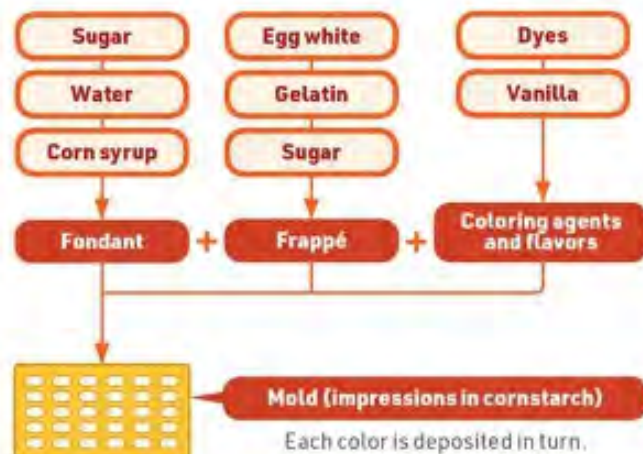 Sugar
Water
Corn syrup
Fondant
+
Egg white
Gelatin
Sugar
Frappé
+
Dyes
Vanilla
Coloring agents
and flavors
Mold (impressions in cornstarch)
Each color is deposited in turn.